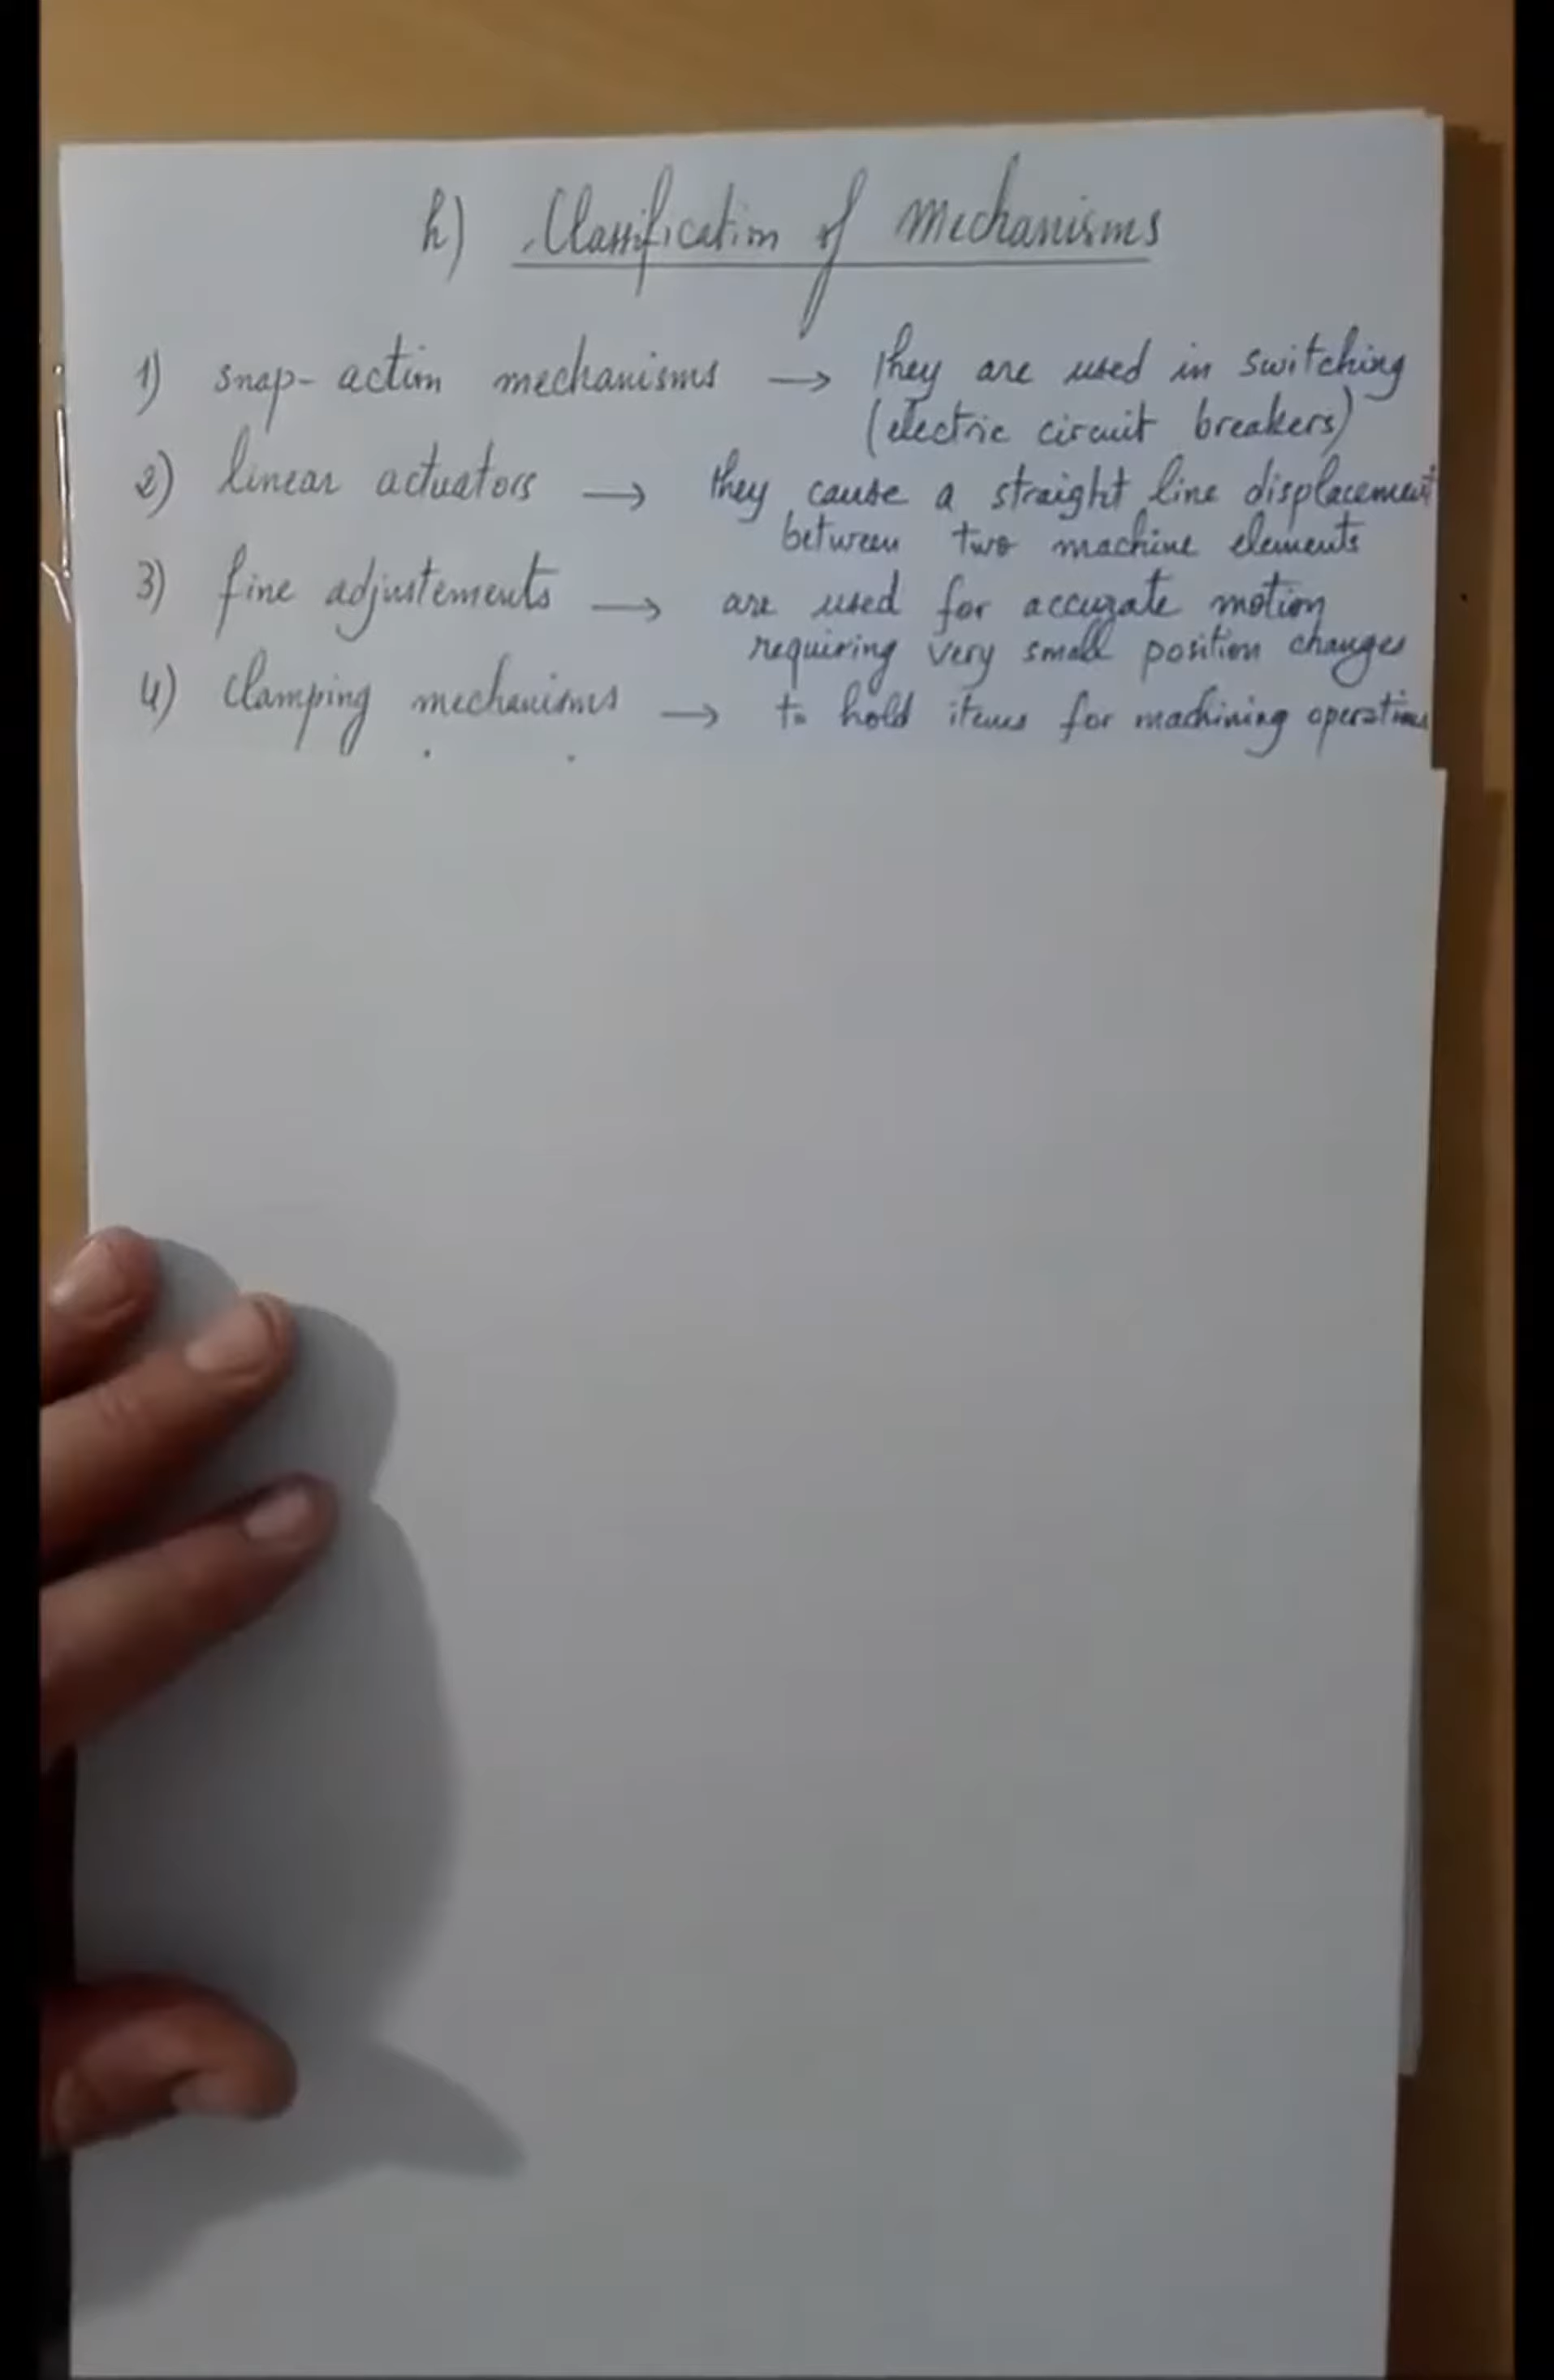 h) Classification of mechanisms
1) snap-action mechanisms → they are used in switching
(electric circuit breakers)
2) linear actuators → they cause a straight line displacement
between two machine elements
3) fine adjustements → are used for accurate motion
requiring very small position changes
4) clamping mechanisms → to hold items for machining operations